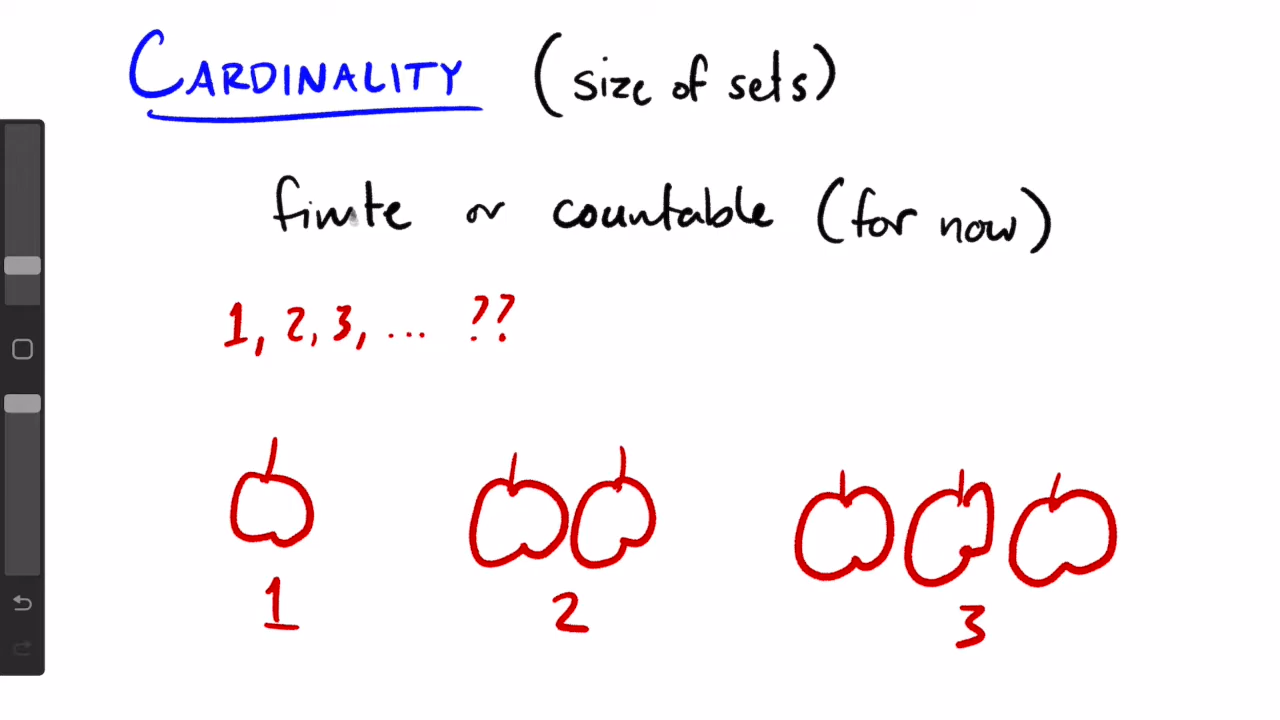 CARDINALITY (size of sets)
finite or countable (for now)
1, 2, 3, ... ??
1 2 3